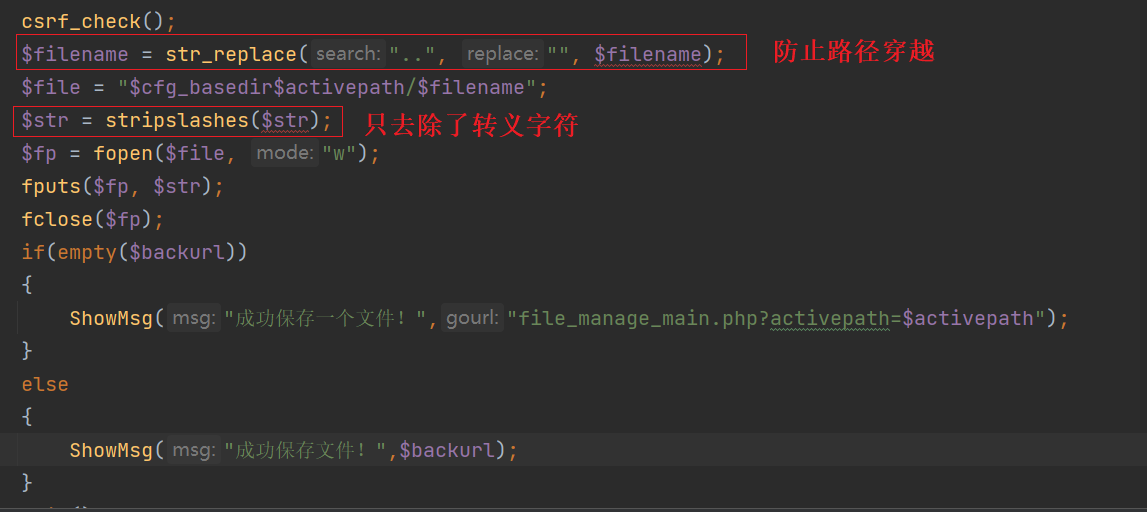 csrf_check();
$filename = str_replace( search: "..", replace: "", $filename); 防止路径穿越
$file = "$cfg_basedir$activepath/$filename";
$str = stripslashes($str); 只去除了转义字符
$fp = fopen($file, mode: "w");
fputs($fp, $str);
fclose($fp);
if(empty($backurl))
{
ShowMsg( msg: "成功保存一个文件！", gourl: "file_manage_main.php?activepath=$activepath");
}
else
{
ShowMsg( msg: "成功保存文件！",$backurl);
}